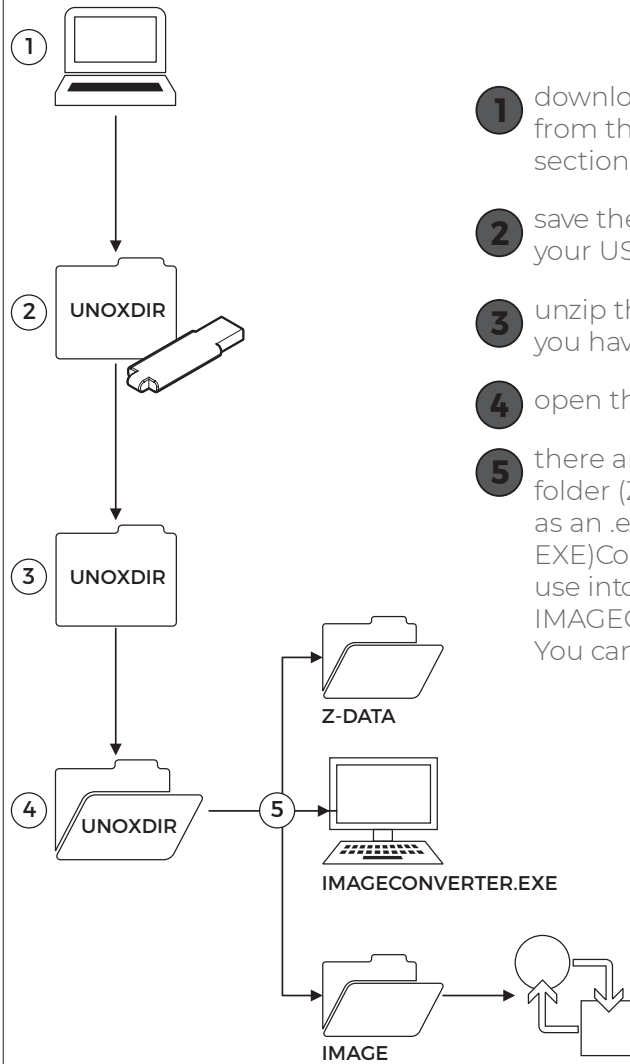 1
2
UNOXDIR
3
UNOXDIR
4
UNOXDIR
5
Z-DATA
IMAGECONVERTER.EXE
IMAGE
1 downlo
from th
section
2 save the
your US
3 unzip th
you hav
4 open th
5 there a
folder (Z
as an .e
EXE)Co
use into
IMAGEC
You can